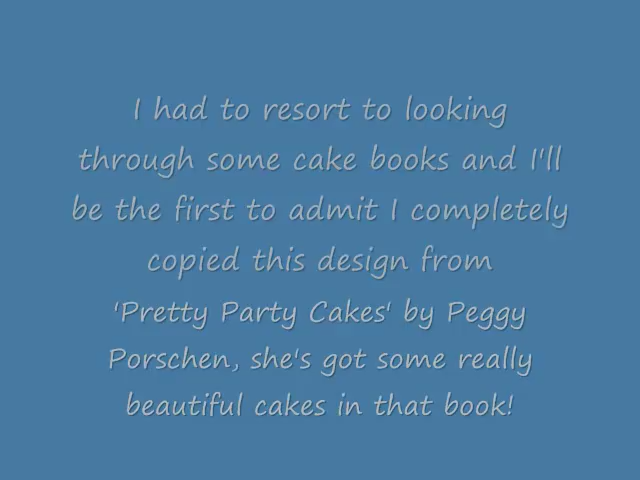 I had to resort to looking
through some cake books and I'll
be the first to admit I completely
copied this design from
'Pretty Party Cakes' by Peggy
Porschen, she's got some really
beautiful cakes in that book!